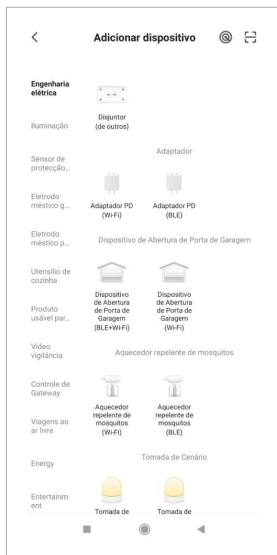 Adicionar dispositivo
Engenharia
elétrica
Iluminação
Sensor de
protecção...
Eletrodo
méstico g...
Eletrodo
méstico p...
Utensílio de
cozinha
Produto
usável par...
Video
vigilância
Controle de
Gateway
Viagens ao
ar livre
Energy
Entertainm
ent
Disjuntor
(de outros)
Adaptador
Adaptador PD
(Wi-Fi)
Adaptador PD
(BLE)
Dispositivo de Abertura de Porta de Garagem
Dispositivo
de Abertura
de Porta de
Garagem
(BLE+Wi-Fi)
Dispositivo
de Abertura
de Porta de
Garagem
(Wi-Fi)
Aquecedor repelente de mosquitos
Aquecedor
repelente de
mosquitos
(Wi-Fi)
Aquecedor
repelente de
mosquitos
(BLE)
Tomada de Cenário
Tomada de
Tomada de